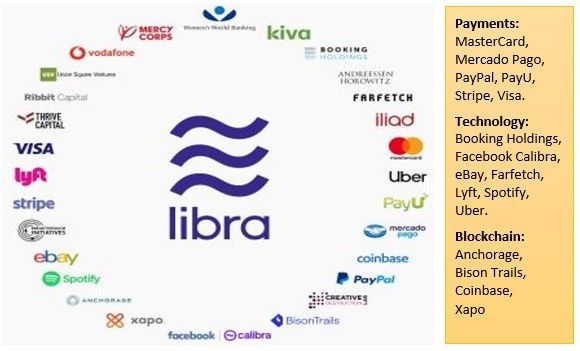 Women's World Banking
MERCY
CORPS
kiva
vodafone
BOOKING
HOLDINGS
USV Union Square Ventures
ANDREESSEN
HOROWITZ
Ribbit Capital
FARFETCH
THRIVE
CAPITAL
iliad
VISA
mastercard
lyft
Uber
stripe
PayU
BREAKTHROUGH
INITIATIVES
mercado
pago
libra
ebay
coinbase
Spotify
PayPal
ANCHORAGE
CREATIVE
DESTRUCTION
xapo
BisonTrails
facebook | calibra
Payments:
MasterCard,
Mercado Pago,
PayPal, PayU,
Stripe, Visa.
Technology:
Booking Holdings,
Facebook Calibra,
eBay, Farfetch,
Lyft, Spotify,
Uber.
Blockchain:
Anchorage,
Bison Trails,
Coinbase,
Xapo